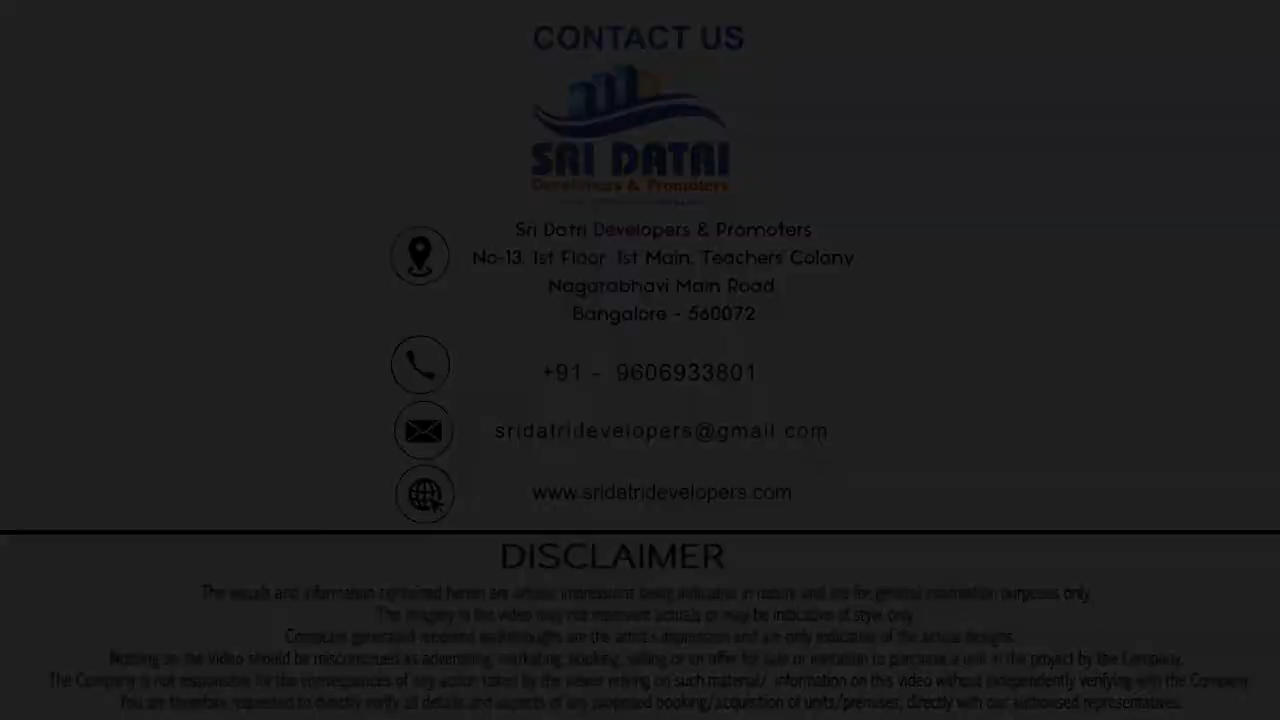 CONTACT US
SRI DATRI
Developers & Promoters
Sri Datri Developers & Promoters
No-13, 1st Floor, 1st Main, Teachers Colony
Nagarabhavi Main Road
Bangalore - 560072
+91 - 9606933801
sridatridevelopers@gmail.com
www.sridatridevelopers.com
DISCLAIMER
The visuals and information contained herein are artistic impressions being indicative in nature and are for general information purposes only.
The imagery in the video may not represent actuals or may be indicative of style only.
Computer generated rendered walkthroughs are the artist's impression and are only indicative of the actual designs.
Nothing on the video should be misconstrued as advertising, marketing, booking, selling or an offer for sale or invitation to purchase a unit in the project by the Company.
The Company is not responsible for the consequences of any action taken by the viewer relying on such material/ information on this video without independently verifying with the Company.
You are therefore requested to directly verify all details and aspects of any proposed booking/acquisition of units/premises, directly with our authorised representatives.